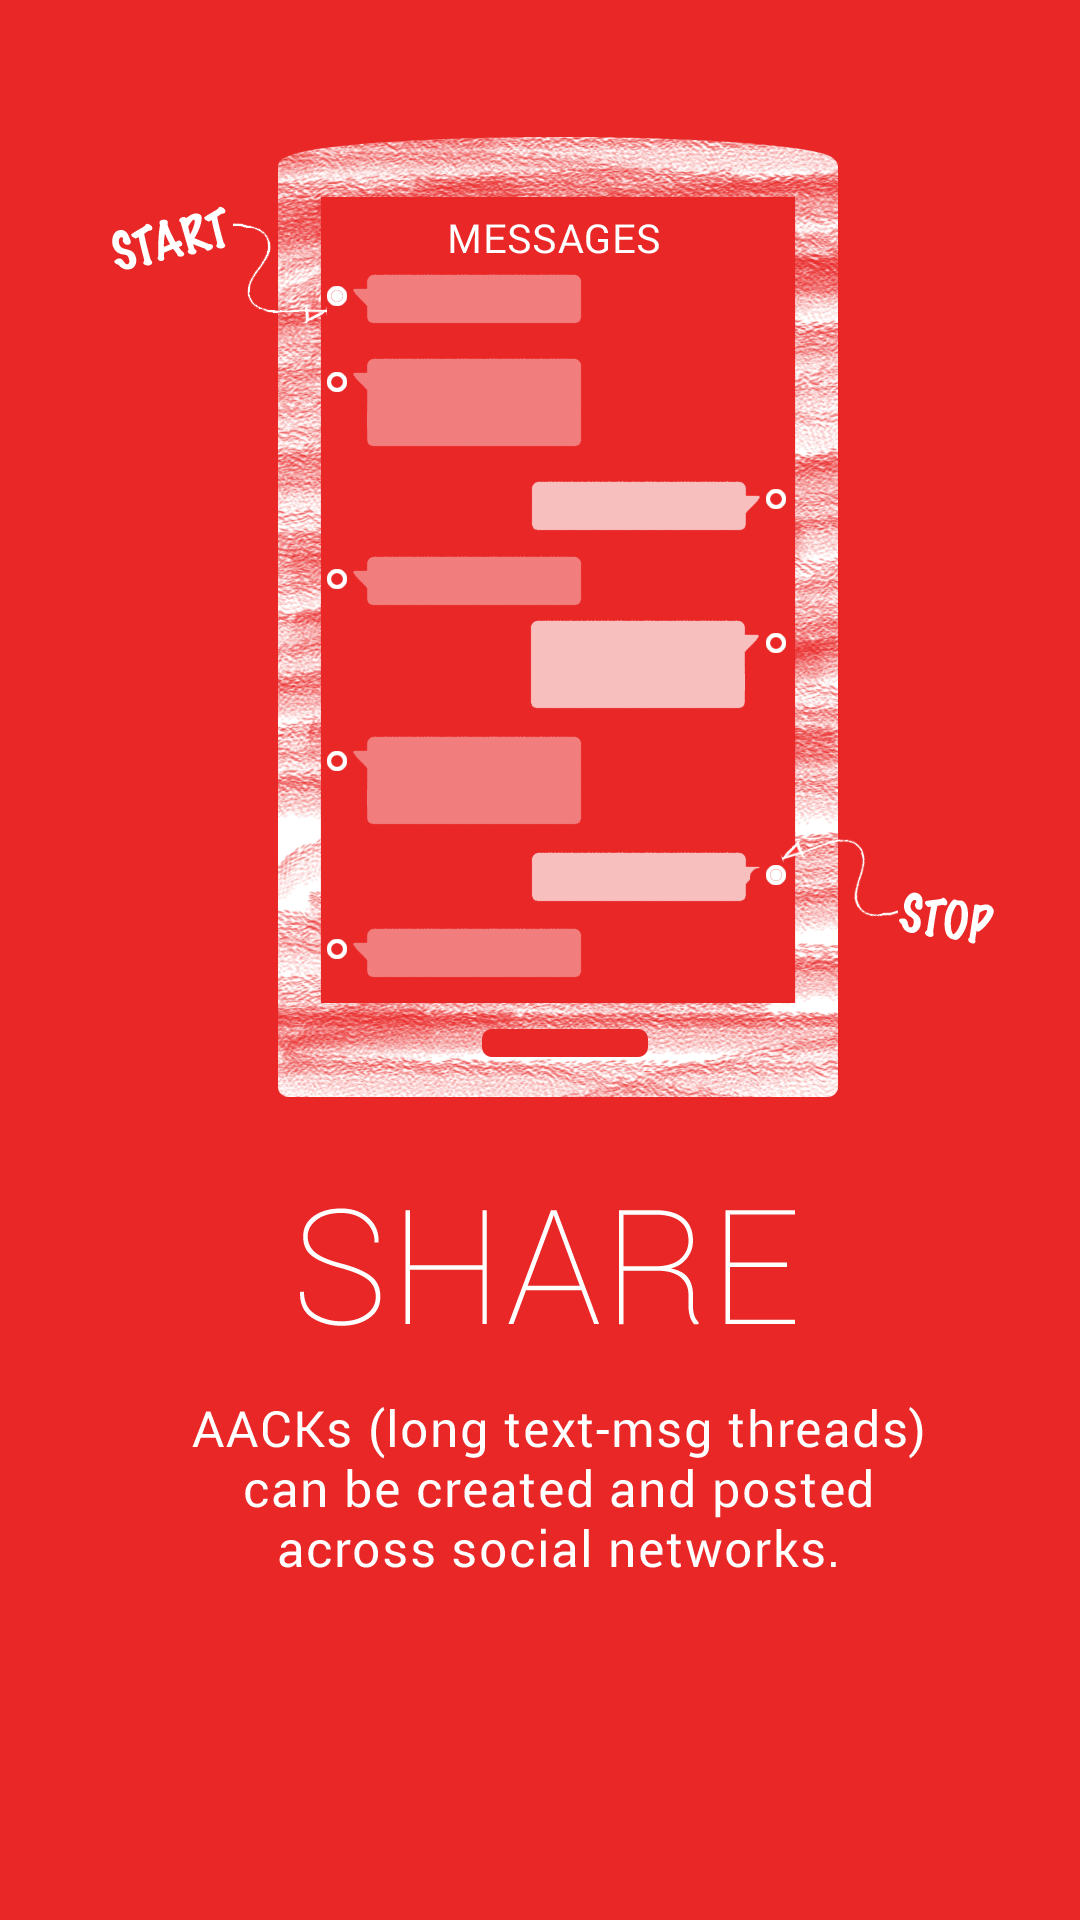 START
MESSAGES
STOP
SHARE
AACKs (long text-msg threads)
can be created and posted
across social networks.